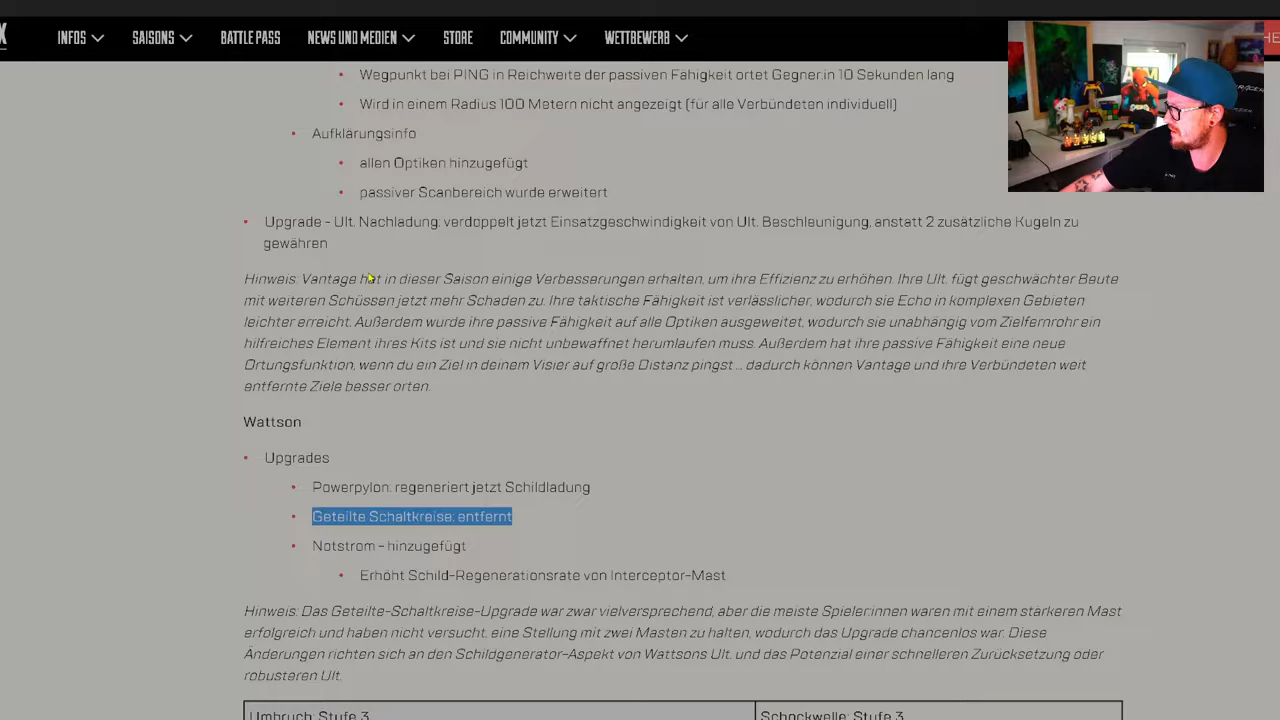 X
INFOS
SAISONS
BATTLE PASS
NEWS UND MEDIEN
STORE
COMMUNITY
WETTBEWERB
HE
• Wegpunkt bei PING in Reichweite der passiven Fähigkeit ortet Gegner:in 10 Sekunden lang
• Wird in einem Radius 100 Metern nicht angezeigt (für alle Verbündeten individuell)
• Aufklärungsinfo
• allen Optiken hinzugefügt
• passiver Scanbereich wurde erweitert
• Upgrade – Ult. Nachladung: verdoppelt jetzt Einsatzgeschwindigkeit von Ult. Beschleunigung, anstatt 2 zusätzliche Kugeln zu
gewähren
Hinweis: Vantage hat in dieser Saison einige Verbesserungen erhalten, um ihre Effizienz zu erhöhen. Ihre Ult. fügt geschwächter Beute
mit weiteren Schüssen jetzt mehr Schaden zu. Ihre taktische Fähigkeit ist verlässlicher, wodurch sie Echo in komplexen Gebieten
leichter erreicht. Außerdem wurde ihre passive Fähigkeit auf alle Optiken ausgeweitet, wodurch sie unabhängig vom Zielfernrohr ein
hilfreiches Element ihres Kits ist und sie nicht unbewaffnet herumlaufen muss. Außerdem hat ihre passive Fähigkeit eine neue
Ortungsfunktion, wenn du ein Ziel in deinem Visier auf große Distanz pingst ... dadurch können Vantage und ihre Verbündeten weit
entfernte Ziele besser orten.
Wattson
• Upgrades
• Powerpylon: regeneriert jetzt Schildladung
• Geteilte Schaltkreise: entfernt
• Notstrom – hinzugefügt
• Erhöht Schild-Regenerationsrate von Interceptor-Mast
Hinweis: Das Geteilte-Schaltkreise-Upgrade war zwar vielversprechend, aber die meiste Spieler:innen waren mit einem stärkeren Mast
erfolgreich und haben nicht versucht, eine Stellung mit zwei Masten zu halten, wodurch das Upgrade chancenlos war. Diese
Änderungen richten sich an den Schildgenerator-Aspekt von Wattsons Ult. und das Potenzial einer schnelleren Zurücksetzung oder
robusteren Ult.
Umbruch: Stufe 3
Schockwelle: Stufe 3